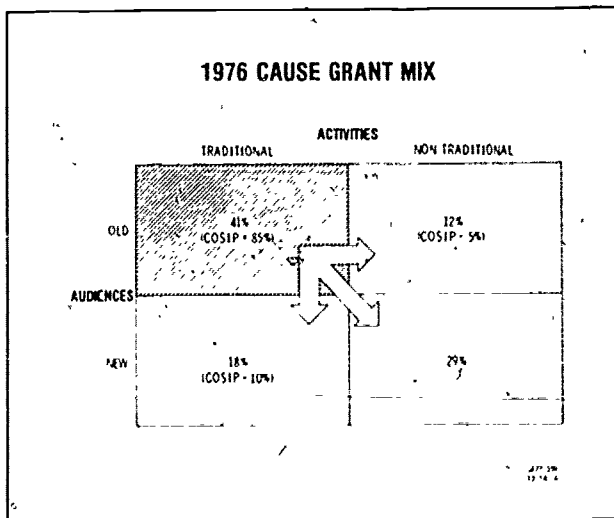 1976 CAUSE GRANT MIX
ACTIVITIES
TRADITIONAL
NON TRADITIONAL
OLD
41%
(COSIP - 85%)
12%
(COSIP - 5%)
AUDIENCES
NEW
18%
(COSIP - 10%)
29%